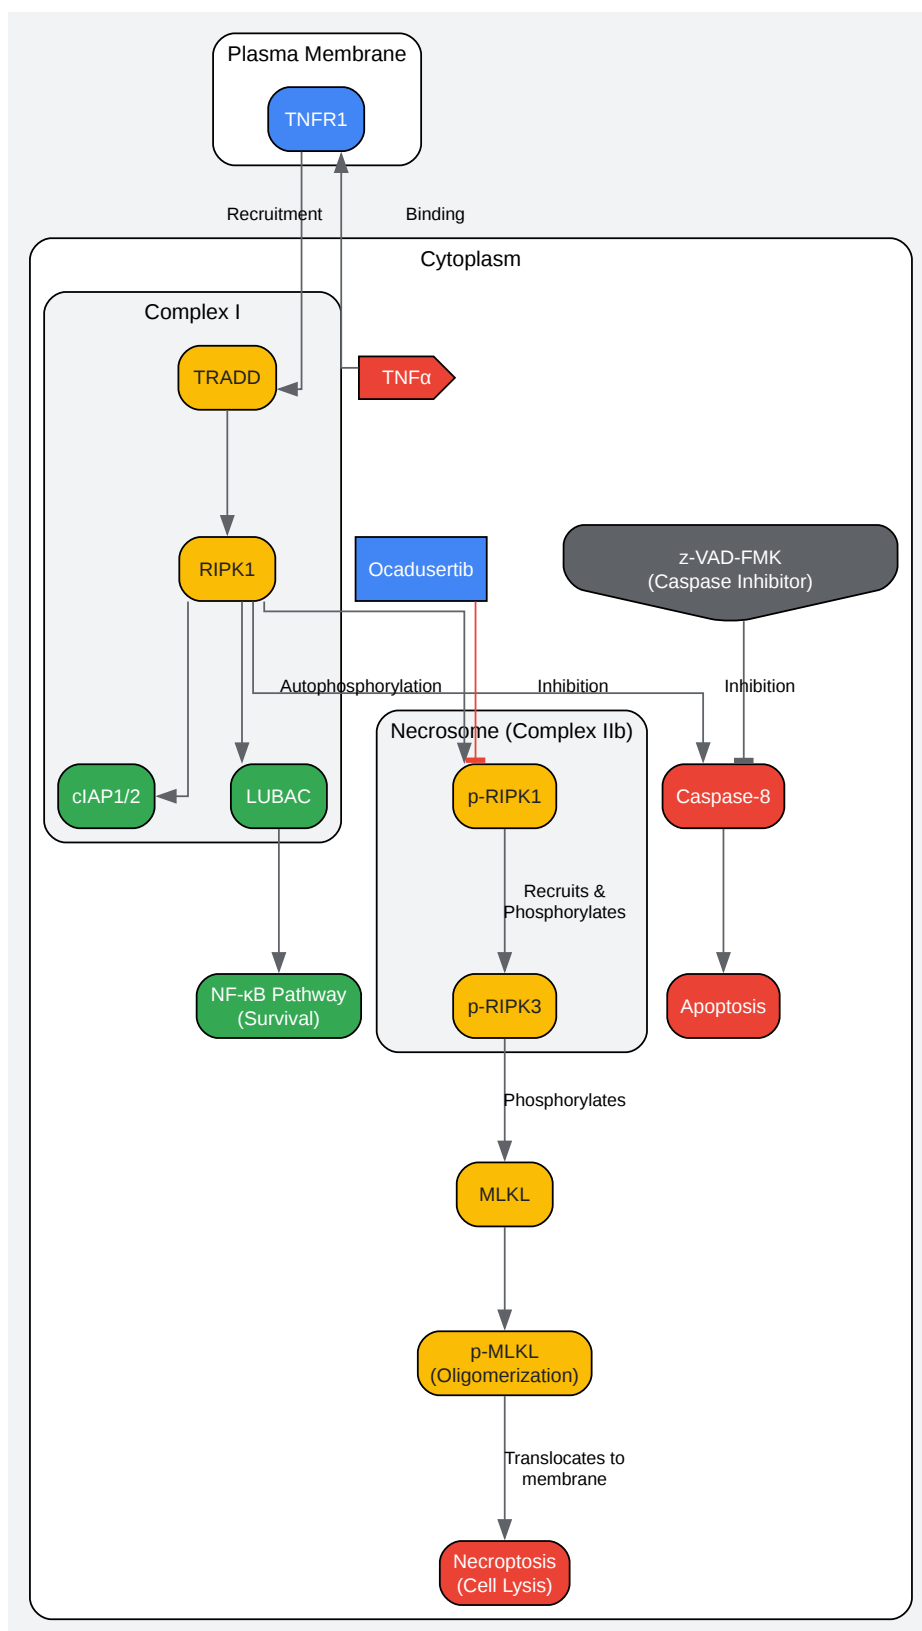 Plasma Membrane
TNFR1
Recruitment
Binding
Cytoplasm
Complex I
TRADD
TNFα
RIPK1
Ocadusertib
z-VAD-FMK
(Caspase Inhibitor)
Autophosphorylation
Inhibition
Inhibition
Necrosome (Complex IIb)
cIAP1/2
LUBAC
p-RIPK1
Caspase-8
Recruits &
Phosphorylates
NF-κB Pathway
(Survival)
p-RIPK3
Apoptosis
Phosphorylates
MLKL
p-MLKL
(Oligomerization)
Translocates to
membrane
Necroptosis
(Cell Lysis)